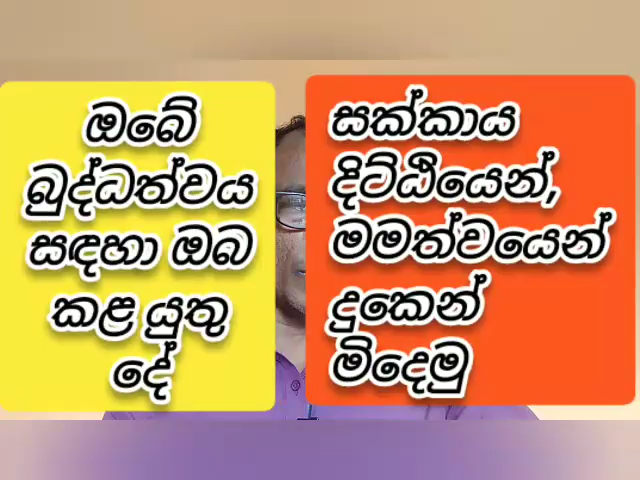 ඔබේ
බුද්ධත්වය
සඳහා ඔබ
කළ යුතු
දේ
සක්කාය
දිට්ඨියෙන්,
මමත්වයෙන්
දුකෙන්
මිදෙමු